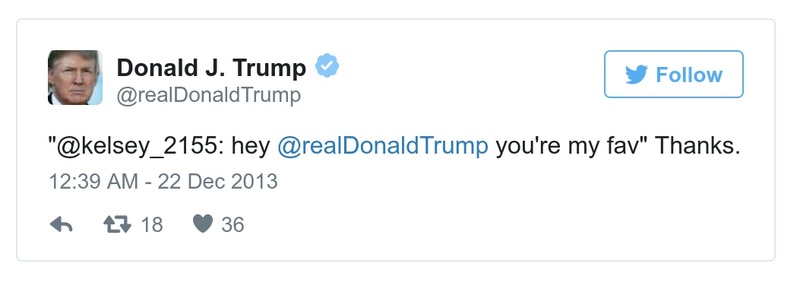 Donald J. Trump
@realDonaldTrump
Follow
"@kelsey_2155: hey @realDonaldTrump you're my fav" Thanks.
12:39 AM - 22 Dec 2013
18 36